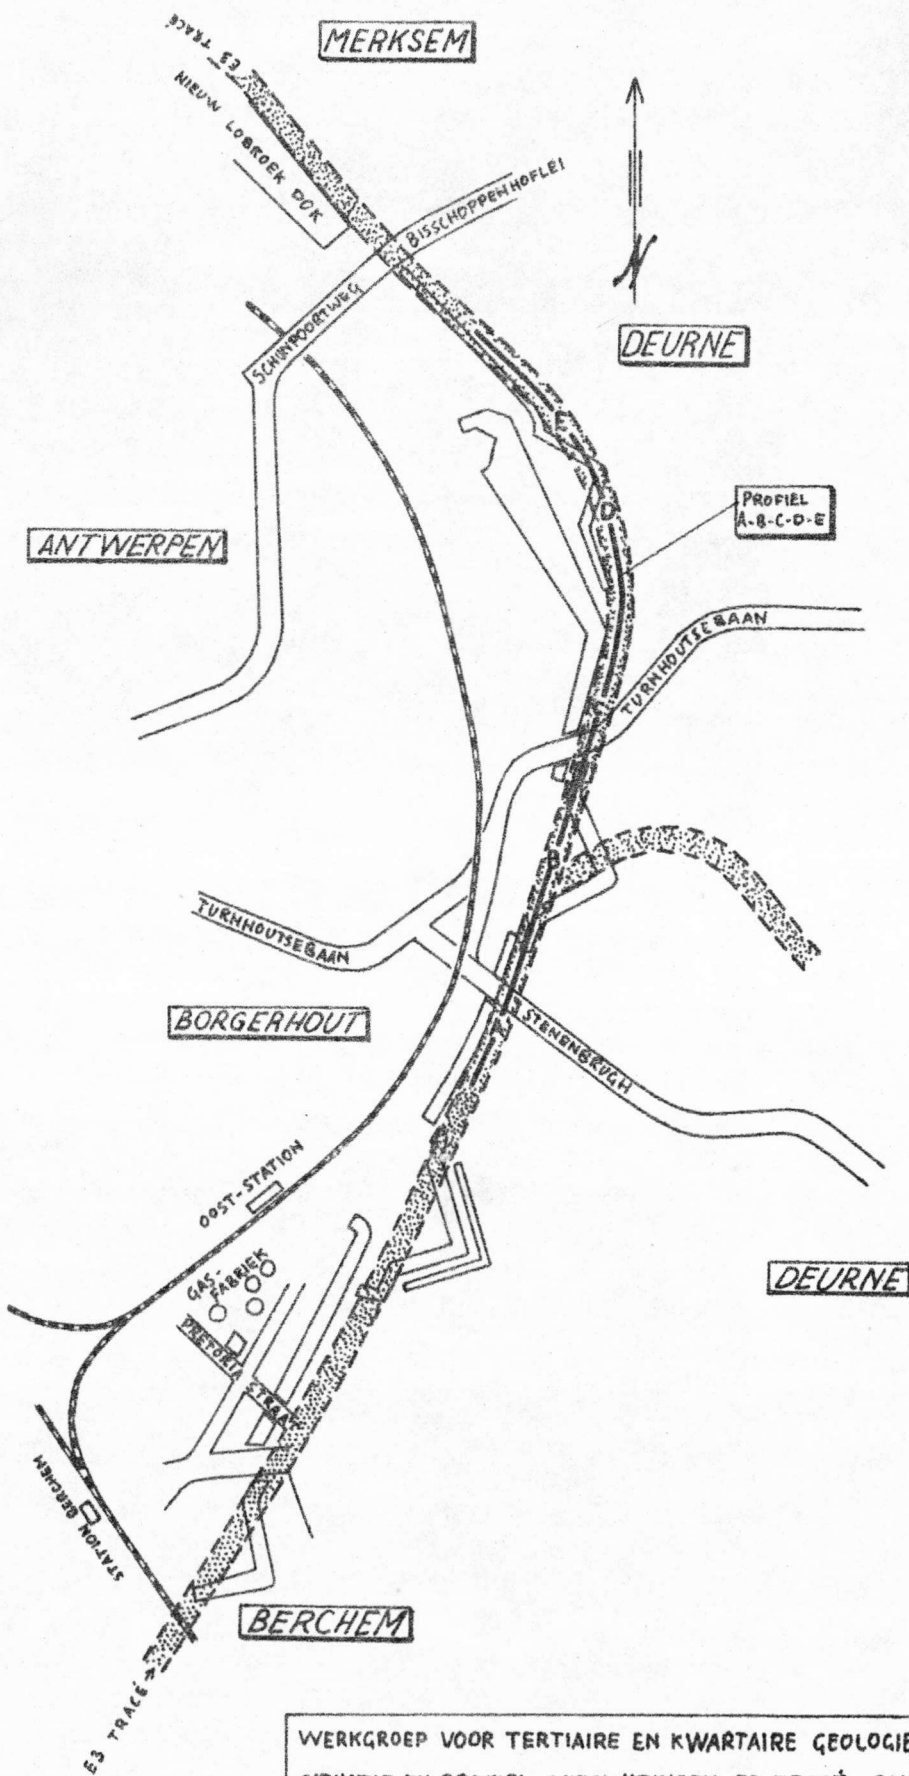 MERKSEM
E3 TRACÉ
NIEUW LOBROEK DOK
BISSCHOPPENHOFLEI
SCHIJNPOORTWEG
N
DEURNE
E
D
PROFIEL
A-B-C-D-E
ANTWERPEN
TURNHOUTSEBAAN
B
TURNHOUTSEBAAN
BORGERHOUT
STENENBRUGH
OOST-STATION
GAS-
FABRIEK
PRETORIA STRAAT
DEURNE
STATION BERCHEM
BERCHEM
E3 TRACÉ
WERKGROEP VOOR TERTIAIRE EN KWARTAIRE GEOLOGIE